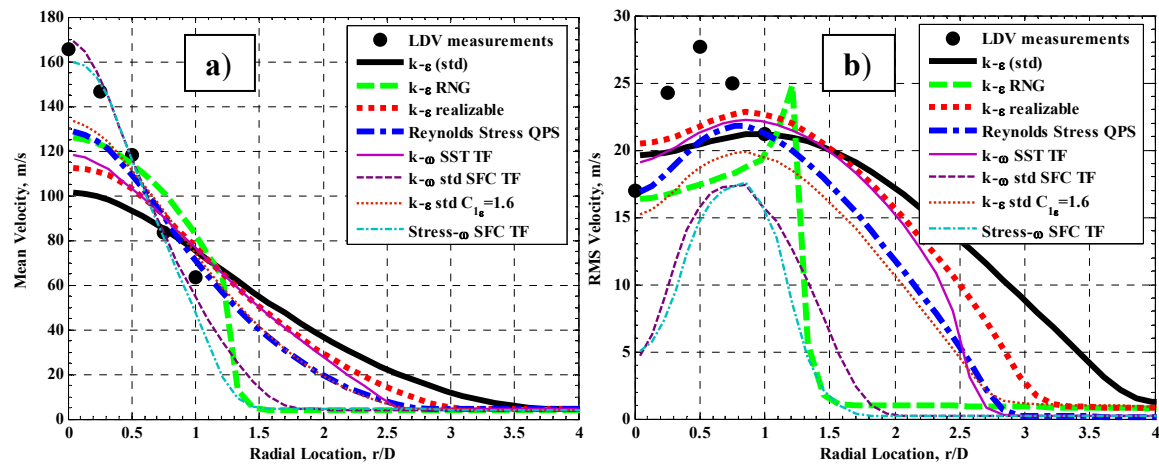 a)
LDV measurements
k-ε (std)
k-ε RNG
k-ε realizable
Reynolds Stress QPS
k-ω SST TF
k-ω std SFC TF
k-ε std C1ε=1.6
Stress-ω SFC TF
Mean Velocity, m/s
180
160
140
120
100
80
60
40
20
0
0 0.5 1 1.5 2 2.5 3 3.5 4
Radial Location, r/D
b)
LDV measurements
k-ε (std)
k-ε RNG
k-ε realizable
Reynolds Stress QPS
k-ω SST TF
k-ω std SFC TF
k-ε std C1ε=1.6
Stress-ω SFC TF
RMS Velocity, m/s
30
25
20
15
10
5
0
0 0.5 1 1.5 2 2.5 3 3.5 4
Radial Location, r/D